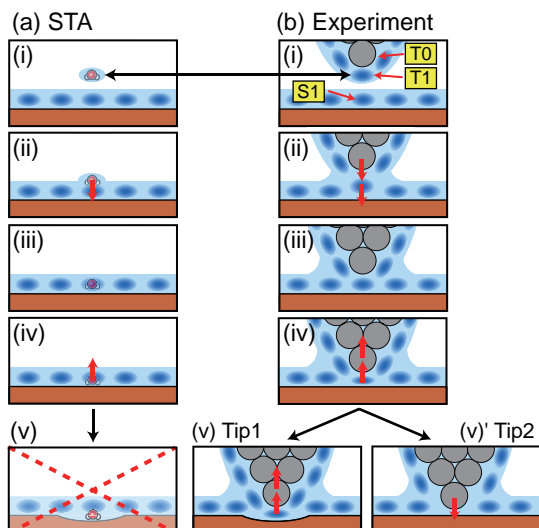 (a) STA
(b) Experiment
(i)
(i)
T0
T1
S1
(ii)
(ii)
(iii)
(iii)
(iv)
(iv)
(v)
(v) Tip1
(v)' Tip2